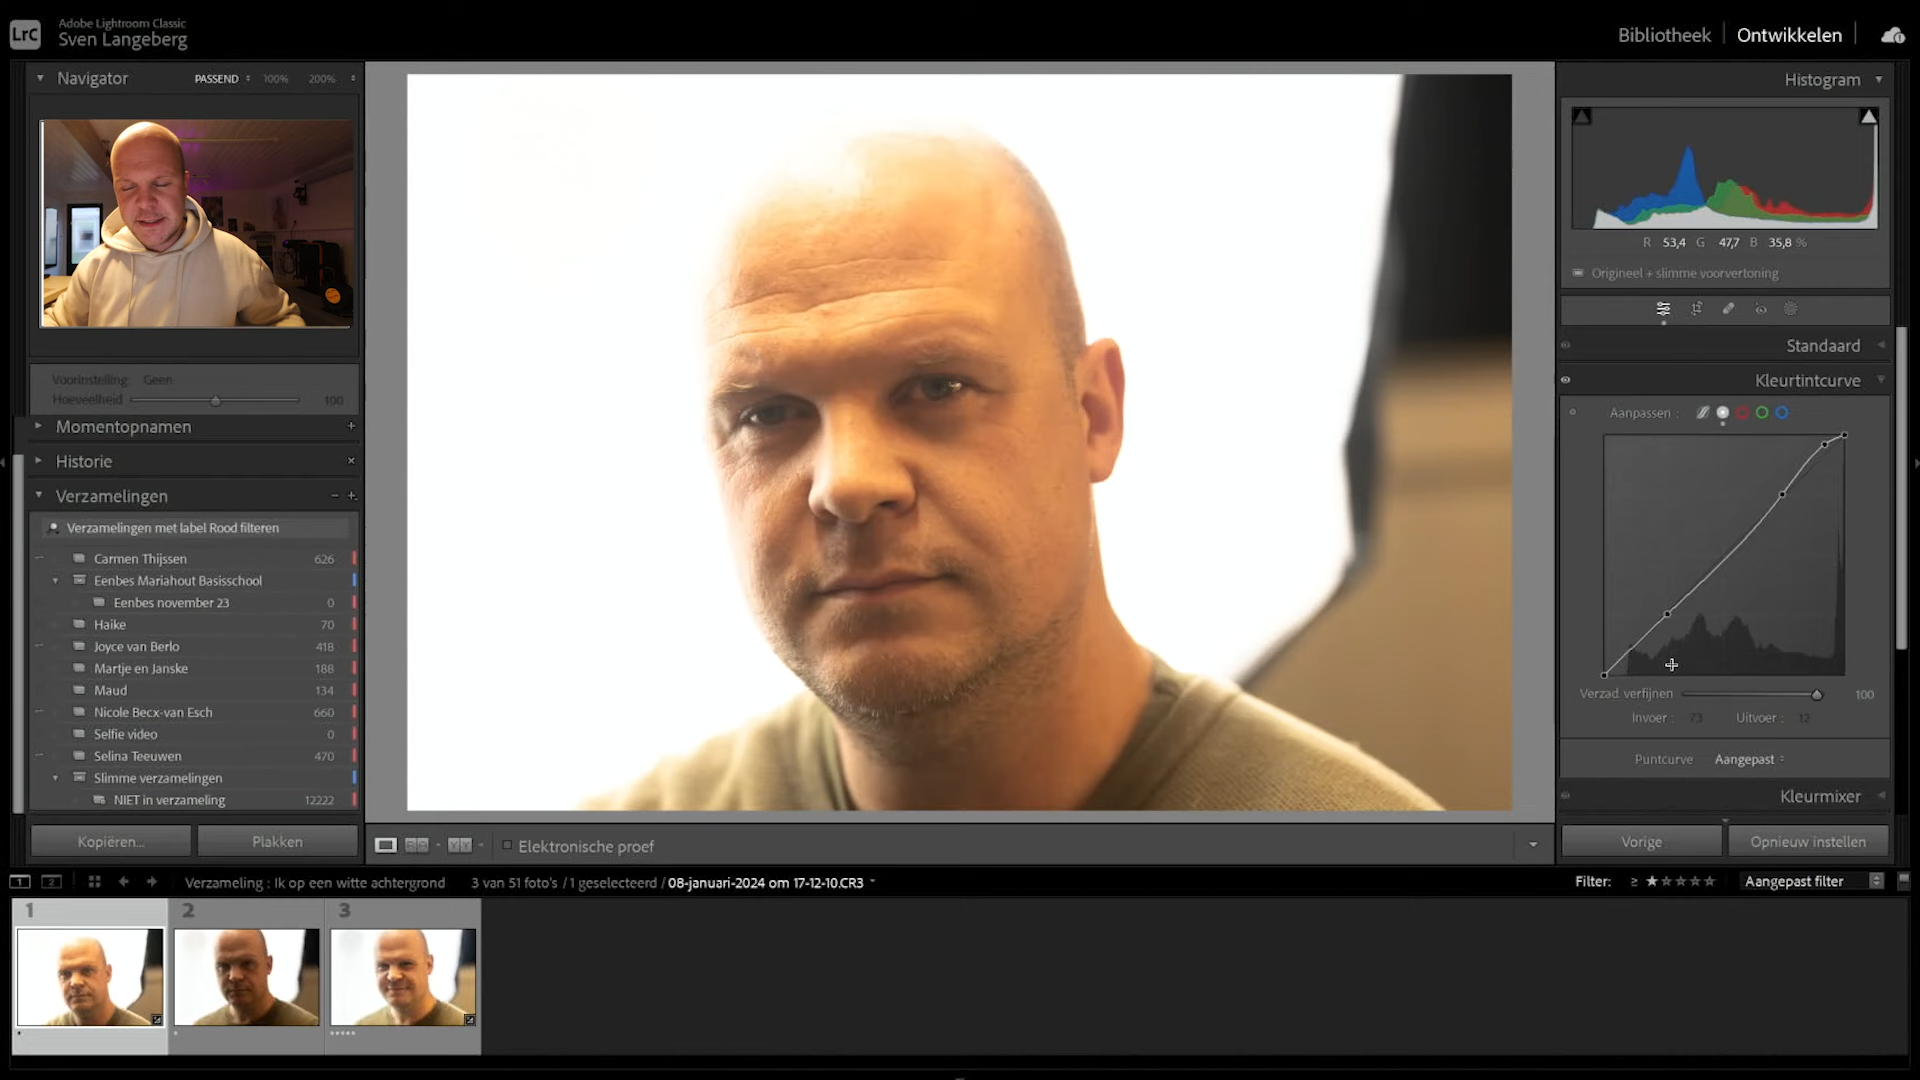 LrC
Adobe Lightroom Classic
Sven Langeberg
Bibliotheek
Ontwikkelen
Navigator
PASSEND
100%
200%
Voorinstelling: Geen
Hoeveelheid 100
Momentopnamen
Historie
Verzamelingen
Verzamelingen met label Rood filteren
Carmen Thijssen 626
Eenbes Mariahout Basisschool
Eenbes november 23 0
Haike 70
Joyce van Berlo 418
Martje en Janske 188
Maud 134
Nicole Becx-van Esch 660
Selfie video 0
Selina Teeuwen 470
Slimme verzamelingen
NIET in verzameling 12222
Kopiëren...
Plakken
Elektronische proef
Histogram
R 53,4 G 47,7 B 35,8 %
Origineel + slimme voorvertoning
Standaard
Kleurtintcurve
Aanpassen :
Verzad. verfijnen 100
Invoer : 73 Uitvoer : 12
Puntcurve Aangepast
Kleurmixer
Vorige
Opnieuw instellen
1 2 Verzameling : Ik op een witte achtergrond 3 van 51 foto's / 1 geselecteerd / 08-januari-2024 om 17-12-10.CR3
Filter: ≥ ★★★★★ Aangepast filter
1 2 3